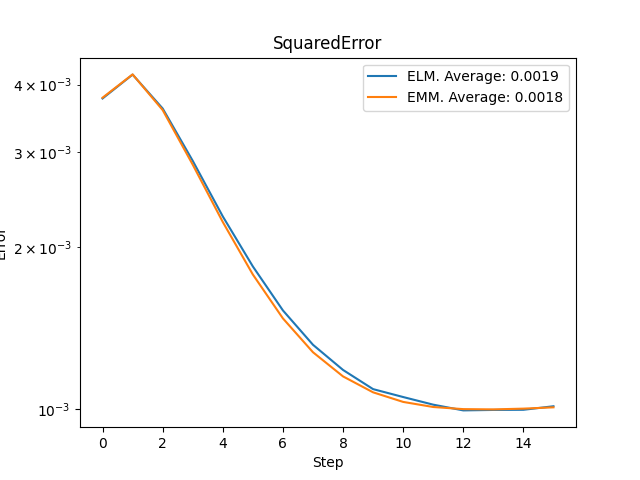 SquaredError
ELM. Average: 0.0019
EMM. Average: 0.0018
4 × 10⁻³
3 × 10⁻³
2 × 10⁻³
10⁻³
Error
0 2 4 6 8 10 12 14
Step